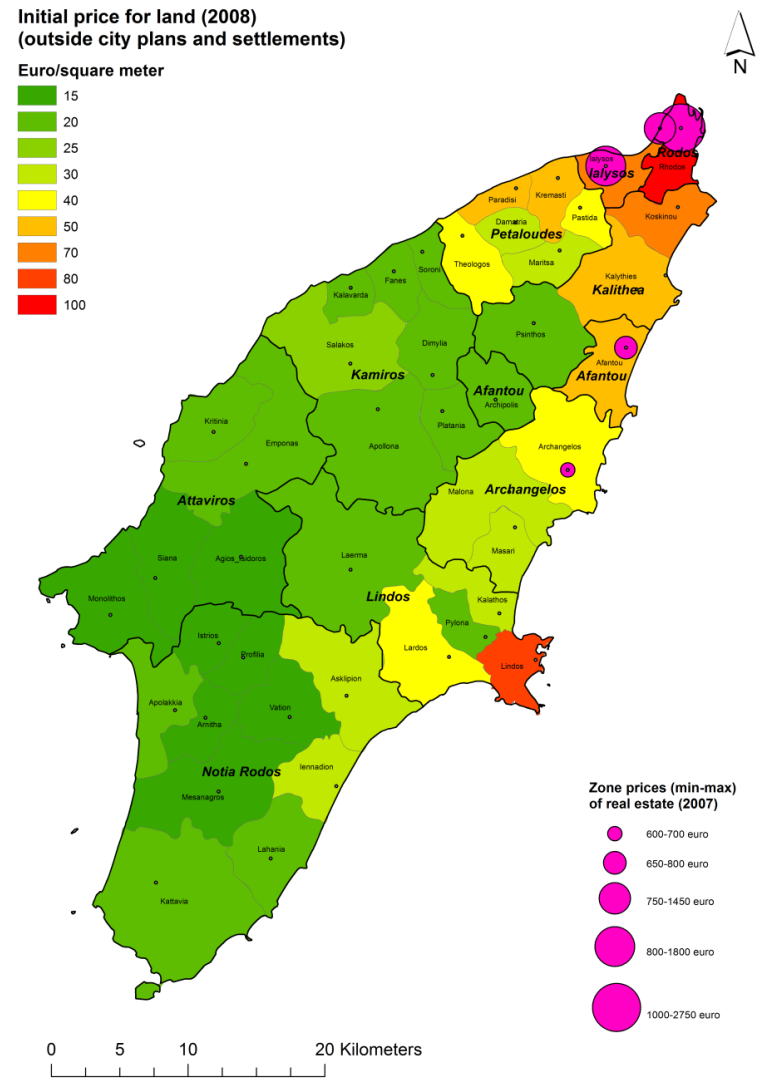 Initial price for land (2008)
(outside city plans and settlements)
Euro/square meter
15
20
25
30
40
50
70
80
100
N
Rodos
Rhodos
Ialysos
Ialysos
Koskinou
Paradisi
Kremasti
Damatria
Pastida
Petaloudes
Theologos
Maritsa
Kalythies
Kalithea
Soroni
Fanes
Kalavarda
Psinthos
Salakos
Dimylia
Kamiros
Afantou
Afantou
Afantou
Archipolis
Kritinia
Emponas
Apollona
Platania
Archangelos
Malona
Archangelos
Attaviros
Masari
Siana
Agios_Isidoros
Laerma
Monolithos
Lindos
Kalathos
Pylona
Istrios
Profilia
Lardos
Lindos
Asklipion
Apolakkia
Arnitha
Vation
Notia Rodos
Iennadion
Mesanagros
Lahania
Kattavia
Zone prices (min-max)
of real estate (2007)
600-700 euro
650-800 euro
750-1450 euro
800-1800 euro
1000-2750 euro
0 5 10 20 Kilometers